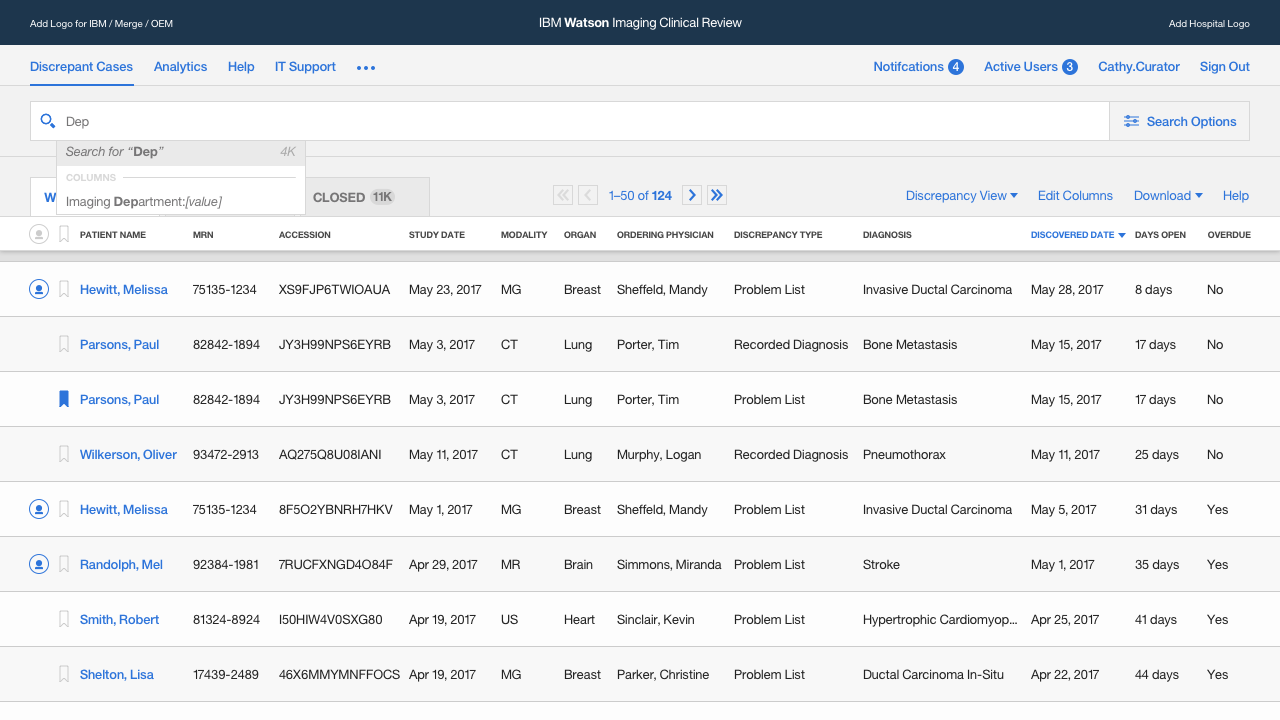 Add Logo for IBM / Merge / OEM
IBM Watson Imaging Clinical Review
Add Hospital Logo
Discrepant Cases Analytics Help IT Support
Notifcations 4 Active Users 3 Cathy.Curator Sign Out
Dep
Search Options
Search for “Dep” 4K
COLUMNS
Imaging Department:[value]
W
CLOSED 11K
1–50 of 124
Discrepancy View Edit Columns Download Help
PATIENT NAME MRN ACCESSION STUDY DATE MODALITY ORGAN ORDERING PHYSICIAN DISCREPANCY TYPE DIAGNOSIS DISCOVERED DATE DAYS OPEN OVERDUE
Hewitt, Melissa 75135-1234 XS9FJP6TWIOAUA May 23, 2017 MG Breast Sheffeld, Mandy Problem List Invasive Ductal Carcinoma May 28, 2017 8 days No
Parsons, Paul 82842-1894 JY3H99NPS6EYRB May 3, 2017 CT Lung Porter, Tim Recorded Diagnosis Bone Metastasis May 15, 2017 17 days No
Parsons, Paul 82842-1894 JY3H99NPS6EYRB May 3, 2017 CT Lung Porter, Tim Problem List Bone Metastasis May 15, 2017 17 days No
Wilkerson, Oliver 93472-2913 AQ275Q8U08IANI May 11, 2017 CT Lung Murphy, Logan Recorded Diagnosis Pneumothorax May 11, 2017 25 days No
Hewitt, Melissa 75135-1234 8F5O2YBNRH7HKV May 1, 2017 MG Breast Sheffeld, Mandy Problem List Invasive Ductal Carcinoma May 5, 2017 31 days Yes
Randolph, Mel 92384-1981 7RUCFXNGD4O84F Apr 29, 2017 MR Brain Simmons, Miranda Problem List Stroke May 1, 2017 35 days Yes
Smith, Robert 81324-8924 I50HIW4V0SXG80 Apr 19, 2017 US Heart Sinclair, Kevin Problem List Hypertrophic Cardiomyop... Apr 25, 2017 41 days Yes
Shelton, Lisa 17439-2489 46X6MMYMNFFOCS Apr 19, 2017 MG Breast Parker, Christine Problem List Ductal Carcinoma In-Situ Apr 22, 2017 44 days Yes